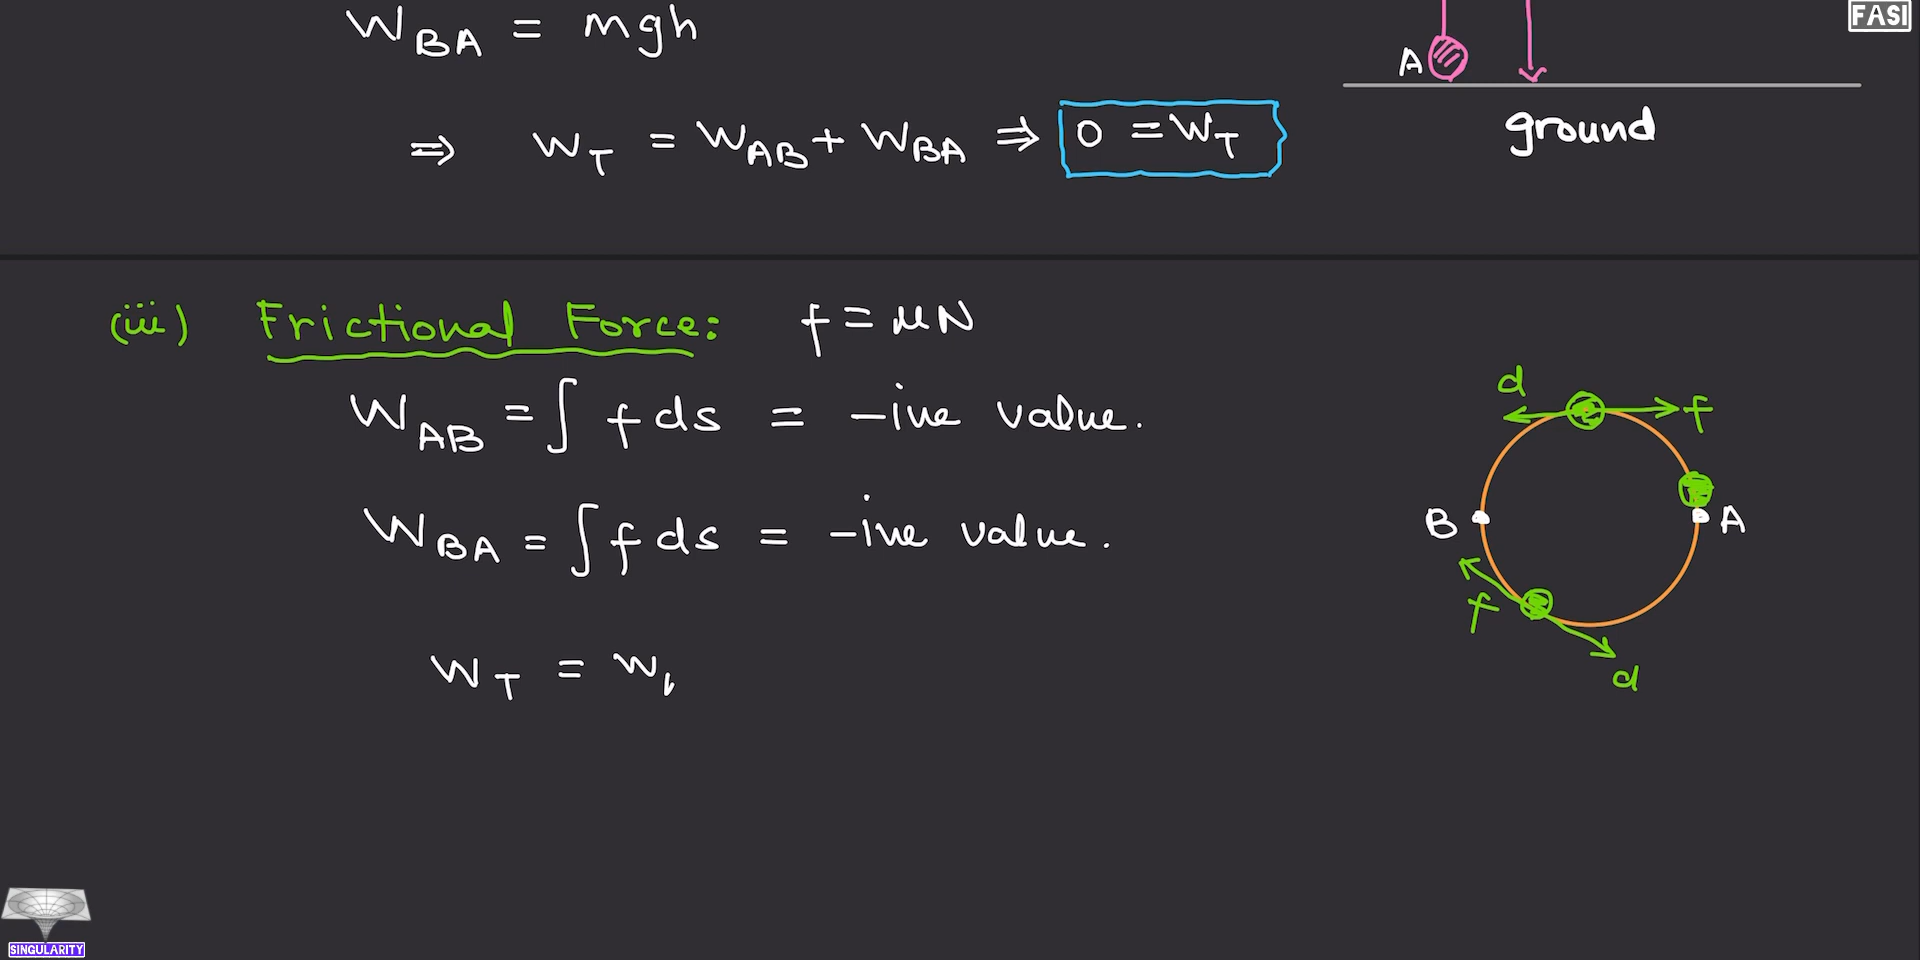 W_BA = mgh
FASI
A
⇒ W_T = W_AB + W_BA ⇒ 0 = W_T
ground
(iii) Frictional Force: f = μN
W_AB = ∫ f ds = -ive value.
W_BA = ∫ f ds = -ive value.
W_T = W
d
f
B
A
f
d
SINGULARITY